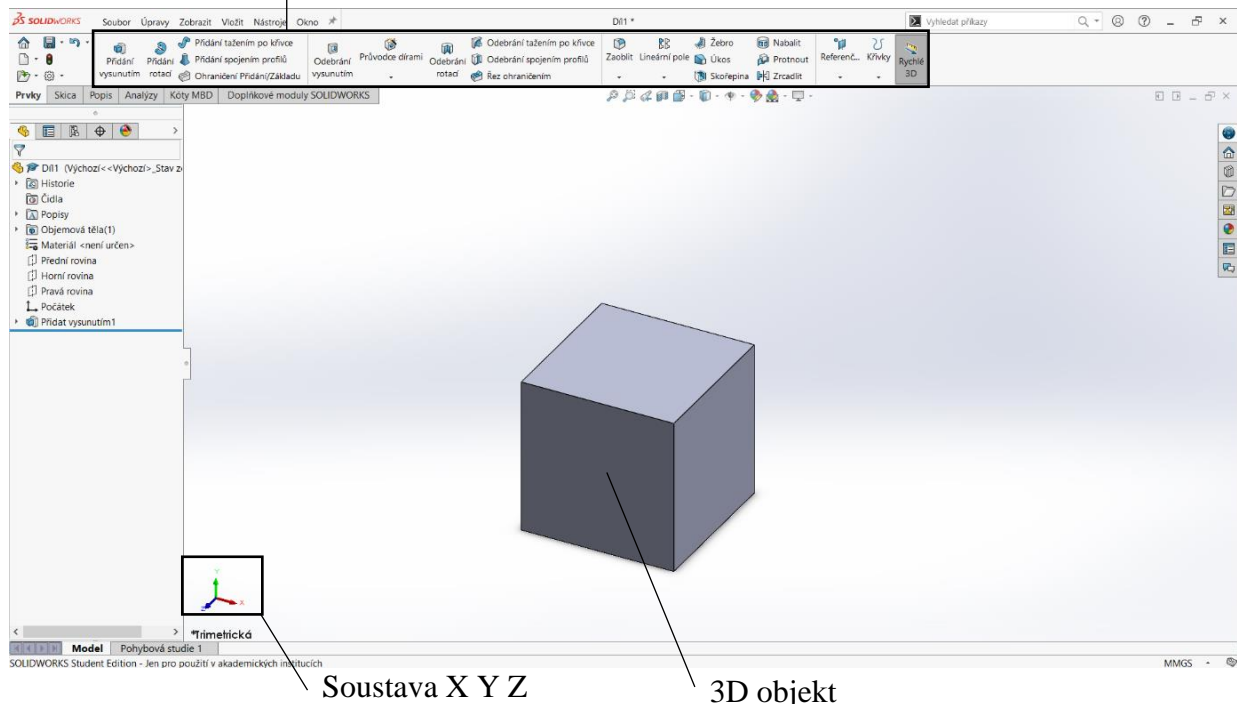 SOLIDWORKS Soubor Úpravy Zobrazit Vložit Nástroje Okno Díl1 * Vyhledat příkazy
Přidání vysunutím
Přidání rotací
Přidání tažením po křivce
Přidání spojením profilů
Ohraničení Přidání/Základu
Odebrání vysunutím
Průvodce dírami
Odebrání rotací
Odebrání tažením po křivce
Odebrání spojením profilů
Řez ohraničením
Zaoblit
Lineární pole
Žebro
Úkos
Skořepina
Nabalit
Protnout
Zrcadlit
Referenč...
Křivky
Rychlé 3D
Prvky Skica Popis Analýzy Kóty MBD Doplňkové moduly SOLIDWORKS
Díl1 (Výchozí<<Výchozí>_Stav z
Historie
Čidla
Popisy
Objemová těla(1)
Materiál <není určen>
Přední rovina
Horní rovina
Pravá rovina
Počátek
Přidat vysunutím1
Y
X
Z
*Trimetrická
Model Pohybová studie 1
SOLIDWORKS Student Edition - Jen pro použití v akademických institucích MMGS
Soustava X Y Z
3D objekt